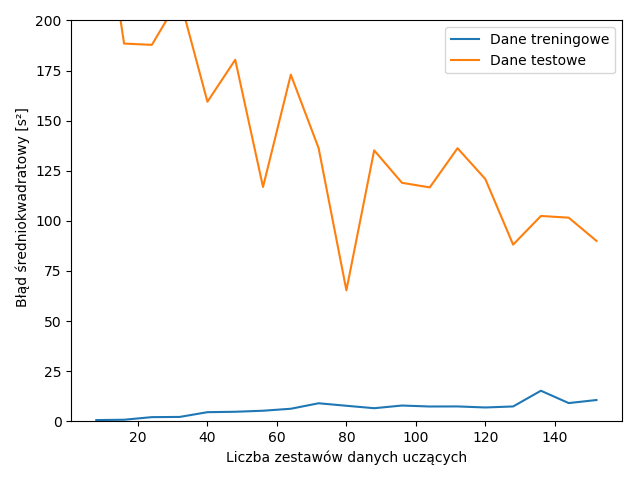 200
175
150
125
100
75
50
25
0
Błąd średniokwadratowy [s²]
Dane treningowe
Dane testowe
20 40 60 80 100 120 140
Liczba zestawów danych uczących